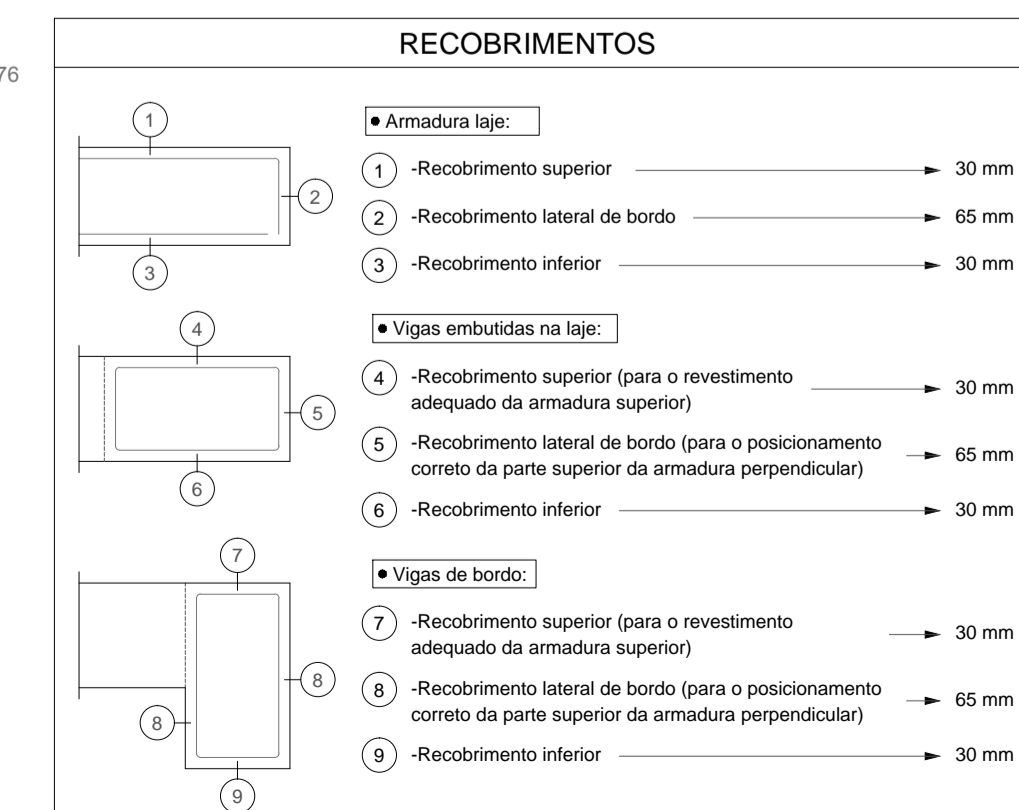 RECOBRIMENTOS
76
1
2
3
• Armadura laje:
1 -Recobrimento superior 30 mm
2 -Recobrimento lateral de bordo 65 mm
3 -Recobrimento inferior 30 mm
4
5
6
• Vigas embutidas na laje:
4 -Recobrimento superior (para o revestimento
adequado da armadura superior) 30 mm
5 -Recobrimento lateral de bordo (para o posicionamento
correto da parte superior da armadura perpendicular) 65 mm
6 -Recobrimento inferior 30 mm
7
8
8
9
• Vigas de bordo:
7 -Recobrimento superior (para o revestimento
adequado da armadura superior) 30 mm
8 -Recobrimento lateral de bordo (para o posicionamento
correto da parte superior da armadura perpendicular) 65 mm
9 -Recobrimento inferior 30 mm